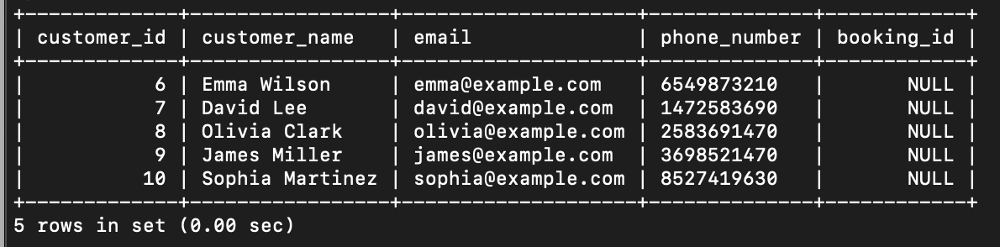 +-------------+-----------------+--------------------+--------------+------------+
| customer_id | customer_name   | email              | phone_number | booking_id |
+-------------+-----------------+--------------------+--------------+------------+
|           6 | Emma Wilson     | emma@example.com   | 6549873210   |       NULL |
|           7 | David Lee       | david@example.com  | 1472583690   |       NULL |
|           8 | Olivia Clark    | olivia@example.com | 2583691470   |       NULL |
|           9 | James Miller    | james@example.com  | 3698521470   |       NULL |
|          10 | Sophia Martinez | sophia@example.com | 8527419630   |       NULL |
+-------------+-----------------+--------------------+--------------+------------+
5 rows in set (0.00 sec)